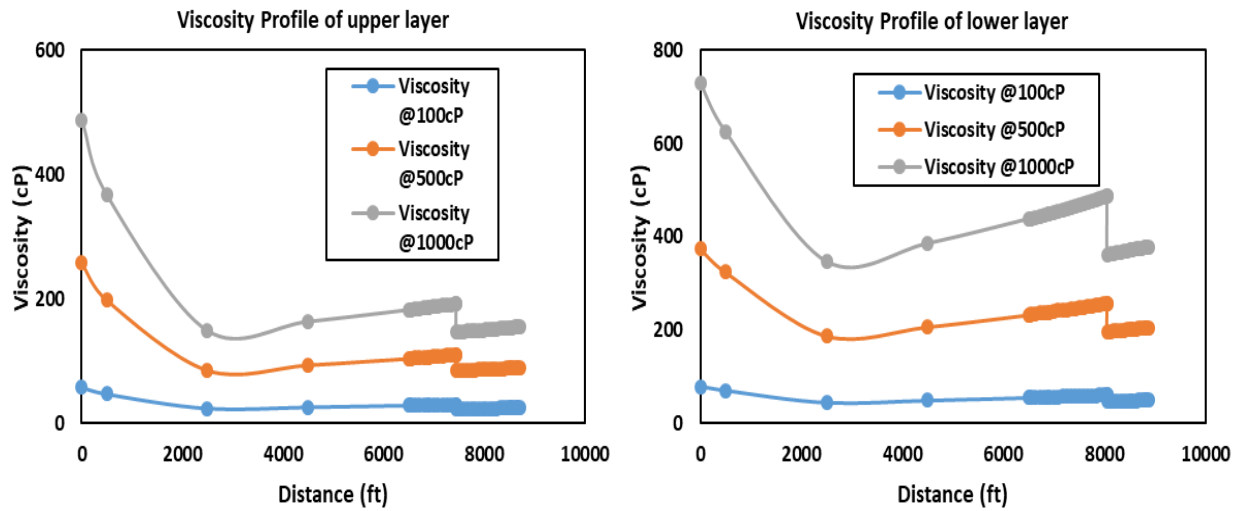 Viscosity Profile of upper layer
600
400
200
0
Viscosity (cP)
Viscosity
@100cP
Viscosity
@500cP
Viscosity
@1000cP
0 2000 4000 6000 8000 10000
Distance (ft)
Viscosity Profile of lower layer
800
600
400
200
0
Viscosity (cP)
Viscosity @100cP
Viscosity @500cP
Viscosity @1000cP
0 2000 4000 6000 8000 10000
Distance (ft)